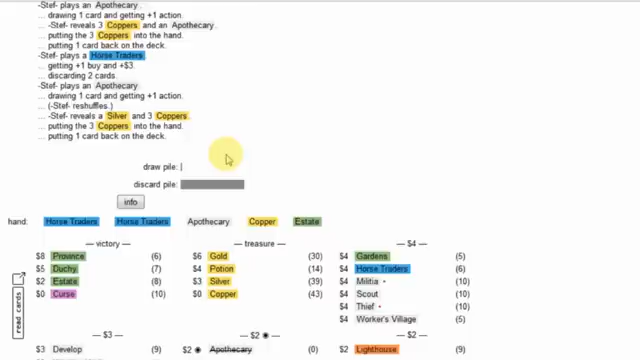 -Stef- plays an Apothecary.
... drawing 1 card and getting +1 action.
... -Stef- reveals 3 Coppers and an Apothecary.
... putting the 3 Coppers into the hand.
... putting 1 card back on the deck.
-Stef- plays a Horse Traders.
... getting +1 buy and +$3.
... discarding 2 cards.
-Stef- plays an Apothecary.
... drawing 1 card and getting +1 action.
... (-Stef- reshuffles.)
... -Stef- reveals a Silver and 3 Coppers.
... putting the 3 Coppers into the hand.
... putting 1 card back on the deck.
draw pile:
discard pile:
info
hand: Horse Traders Horse Traders Apothecary Copper Estate
— victory — — treasure — — $4 —
$8 Province (6) $6 Gold (30) $4 Gardens (5)
$5 Duchy (7) $4 Potion (14) $4 Horse Traders (6)
$2 Estate (8) $3 Silver (39) $4 Militia (10)
$0 Curse (10) $0 Copper (43) $4 Scout (10)
$4 Thief (10)
$4 Worker's Village (5)
read cards
— $3 — — $2 — — $2 —
$3 Develop (9) $2 Apothecary (0) $2 Lighthouse (9)